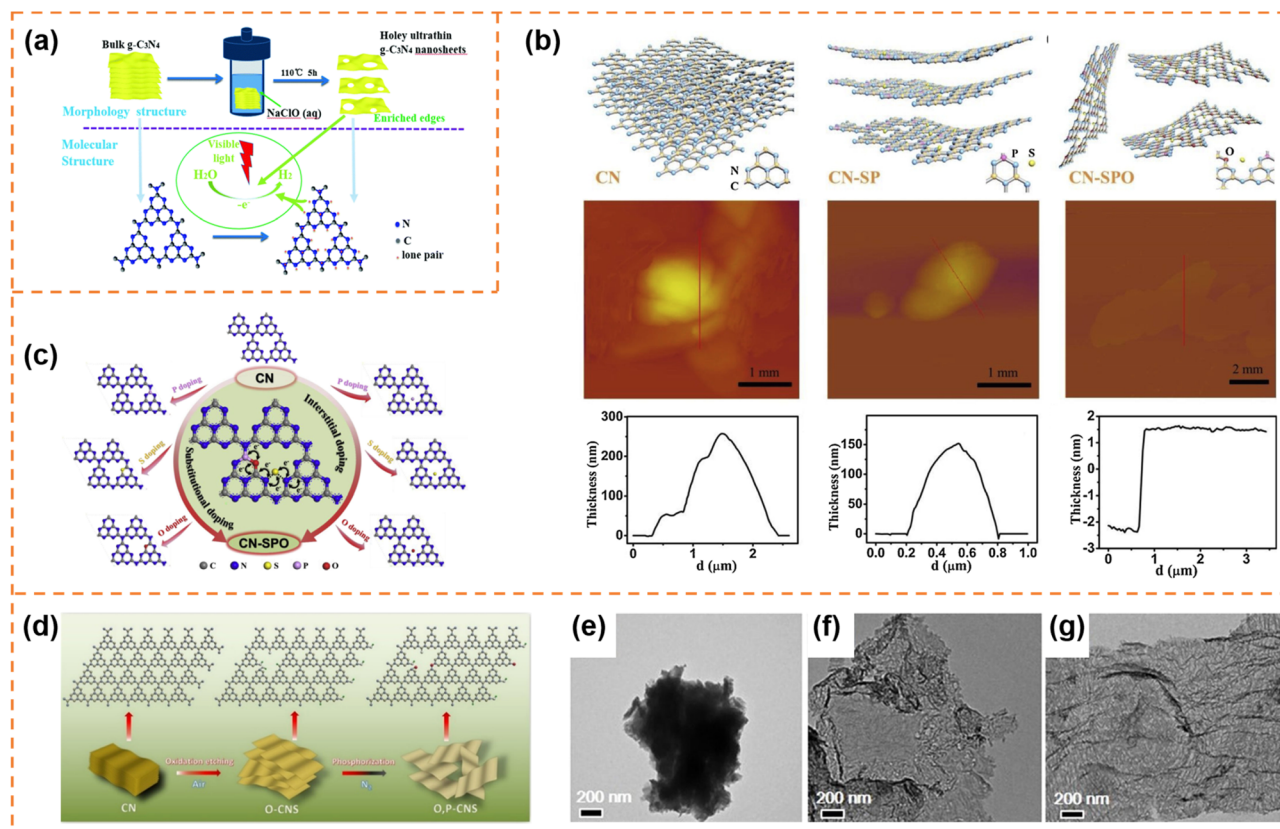 (a)
Bulk g-C3N4
110℃ 5h
Holey ultrathin
g-C3N4 nanosheets
Morphology structure
NaClO (aq)
Enriched edges
Molecular
Structure
Visible
light
H2O
H2
-e-
N
C
lone pair
(b)
CN
N
C
CN-SP
P S
CN-SPO
O
1 mm
1 mm
2 mm
Thickness (nm)
300
200
100
0
0 1 2
d (μm)
Thickness (nm)
150
100
50
25
0
0.0 0.2 0.4 0.6 0.8 1.0
d (μm)
Thickness (nm)
2
1
0
-1
-2
-3
0 1 2 3
d (μm)
(c)
CN
P doping
P doping
S doping
S doping
O doping
O doping
Substitutional doping
Interstitial doping
e- e- e- e- e- e-
CN-SPO
C N S P O
(d)
CN
Oxidation etching
Air
O-CNS
Phosphorization
N2
O,P-CNS
(e)
200 nm
(f)
200 nm
(g)
200 nm